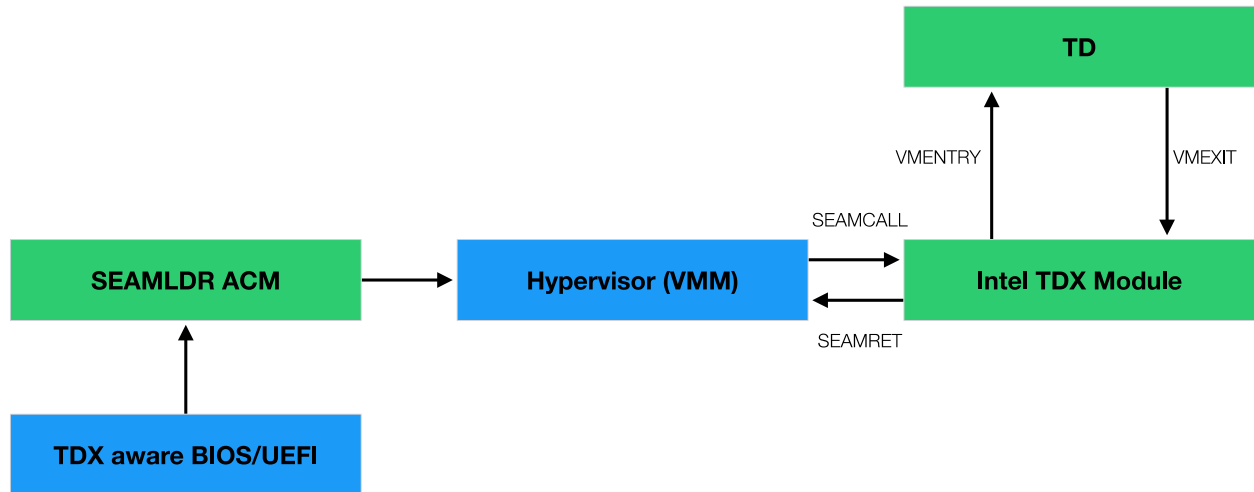 TD
VMENTRY
VMEXIT
SEAMCALL
SEAMLDR ACM
Hypervisor (VMM)
Intel TDX Module
SEAMRET
TDX aware BIOS/UEFI